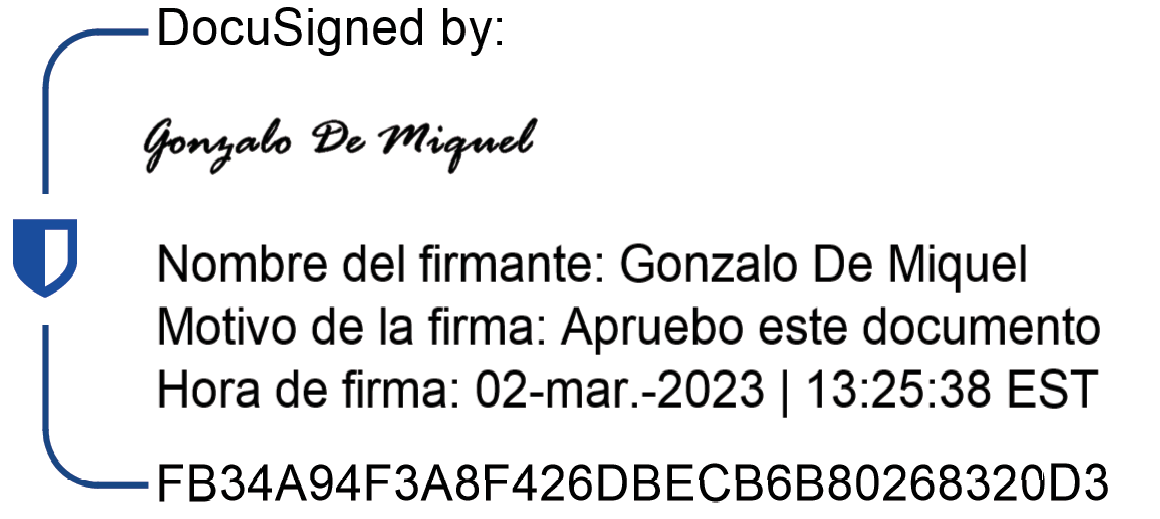 DocuSigned by:
Gonzalo De Miquel
Nombre del firmante: Gonzalo De Miquel
Motivo de la firma: Apruebo este documento
Hora de firma: 02-mar.-2023 | 13:25:38 EST
FB34A94F3A8F426DBECB6B80268320D3